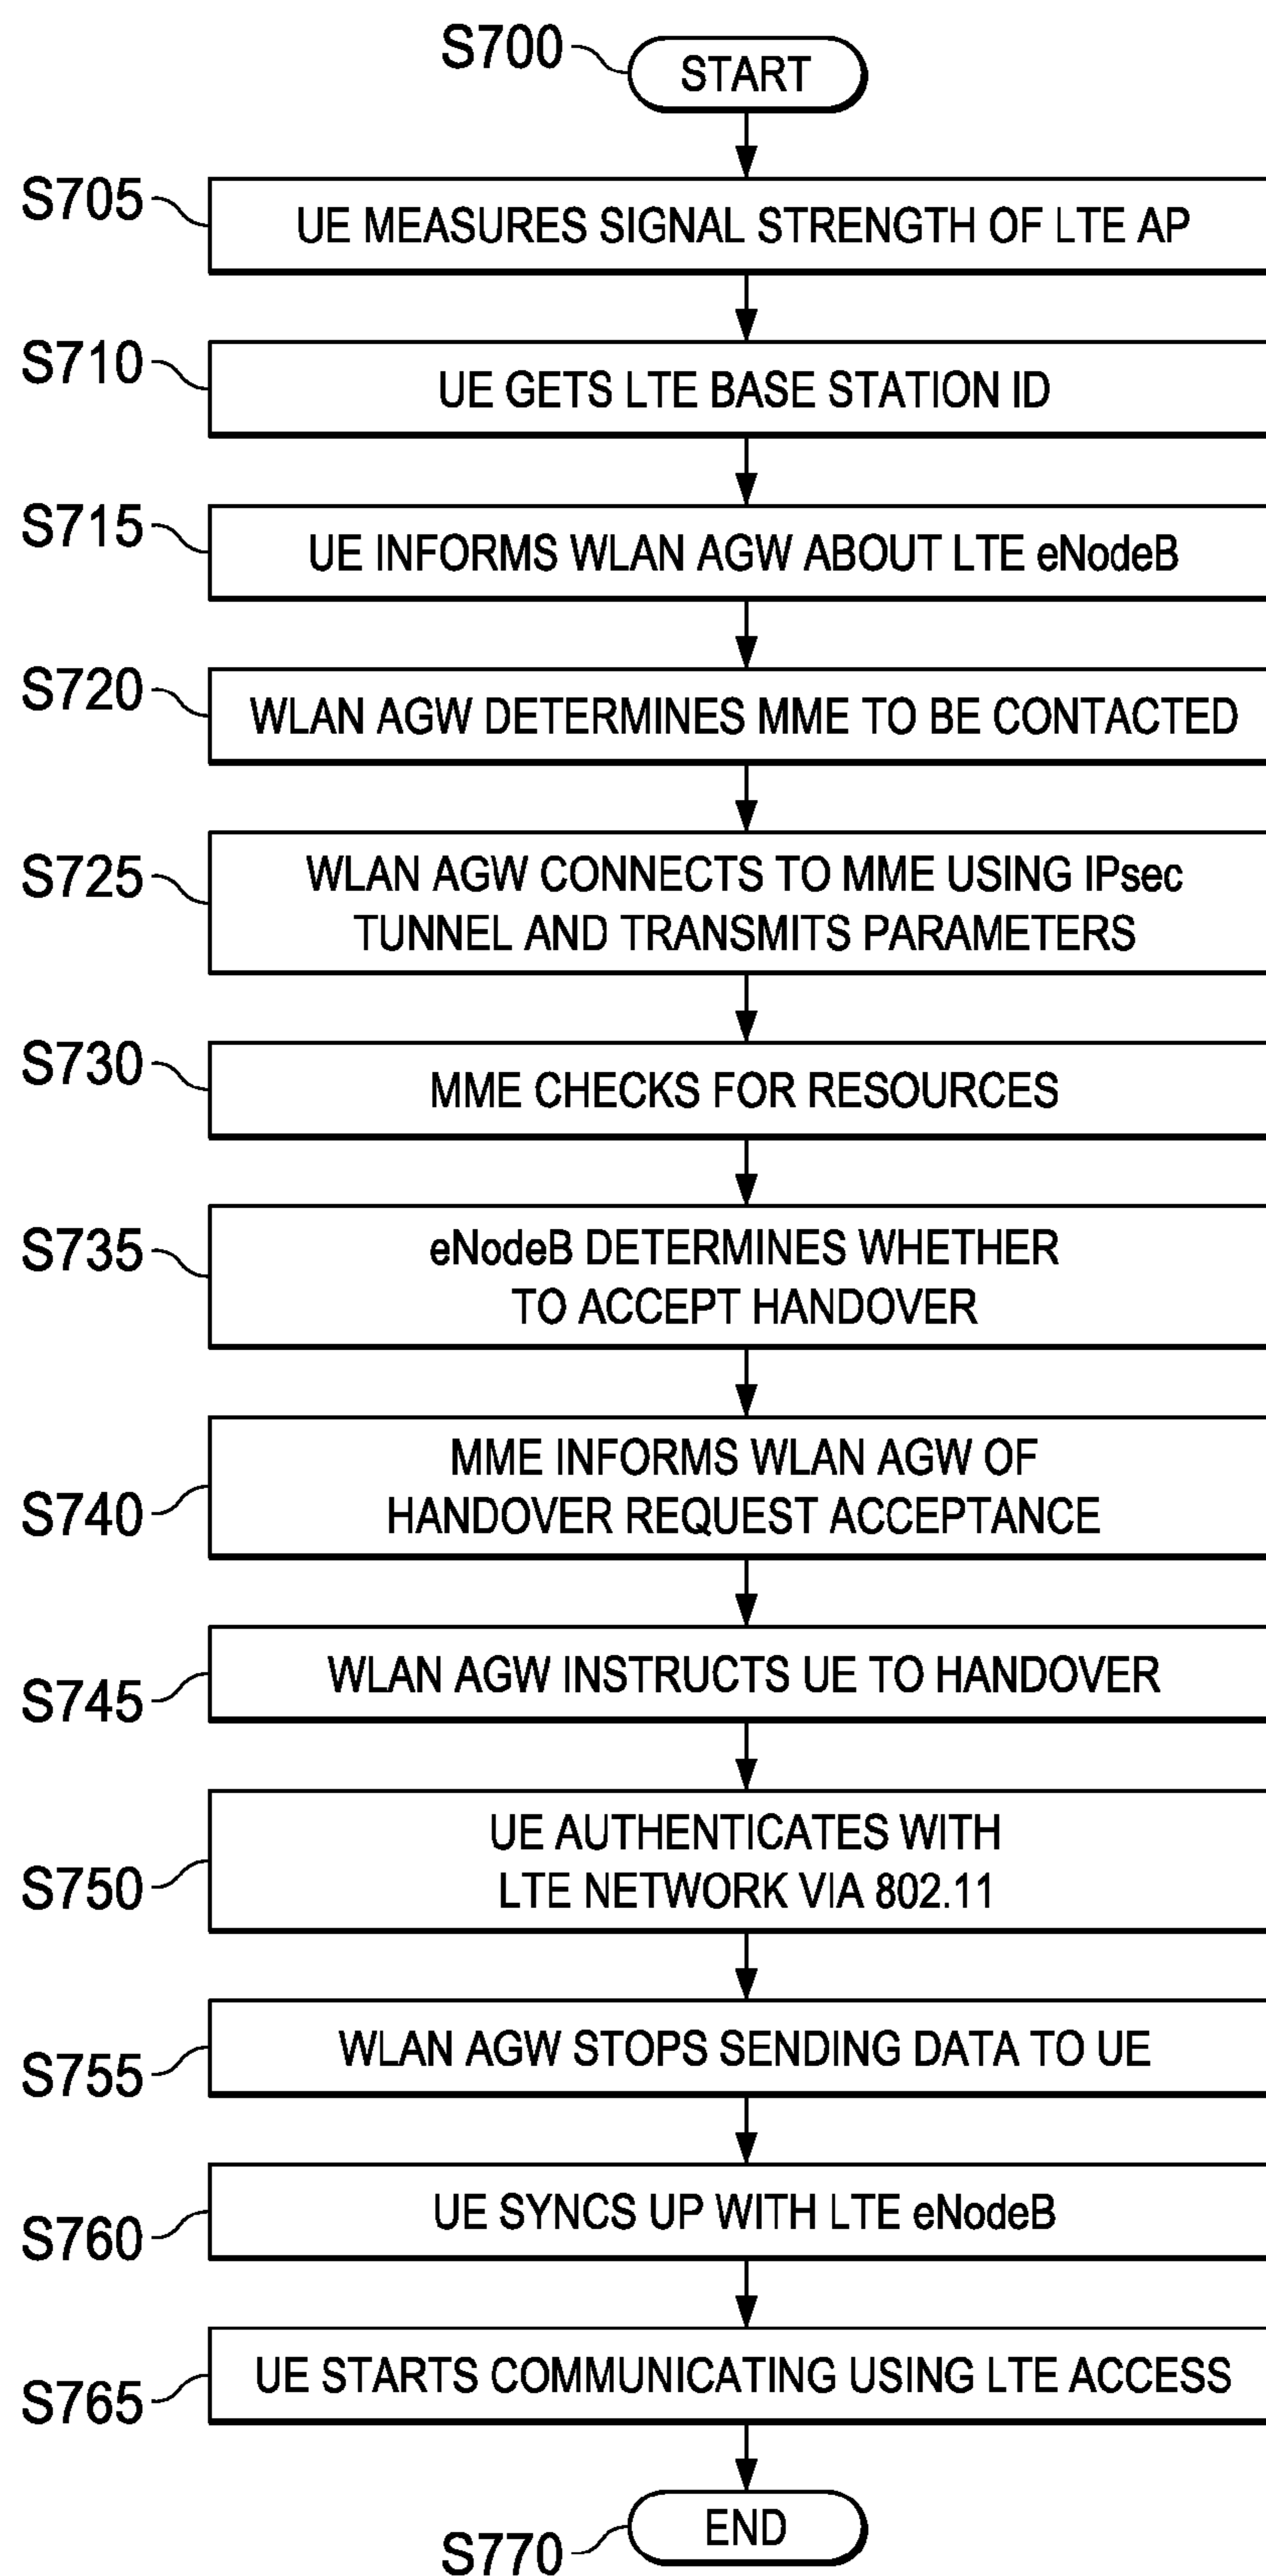 S700
START
S705
UE MEASURES SIGNAL STRENGTH OF LTE AP
S710
UE GETS LTE BASE STATION ID
S715
UE INFORMS WLAN AGW ABOUT LTE eNodeB
S720
WLAN AGW DETERMINES MME TO BE CONTACTED
S725
WLAN AGW CONNECTS TO MME USING IPsec
TUNNEL AND TRANSMITS PARAMETERS
S730
MME CHECKS FOR RESOURCES
S735
eNodeB DETERMINES WHETHER
TO ACCEPT HANDOVER
S740
MME INFORMS WLAN AGW OF
HANDOVER REQUEST ACCEPTANCE
S745
WLAN AGW INSTRUCTS UE TO HANDOVER
S750
UE AUTHENTICATES WITH
LTE NETWORK VIA 802.11
S755
WLAN AGW STOPS SENDING DATA TO UE
S760
UE SYNCS UP WITH LTE eNodeB
S765
UE STARTS COMMUNICATING USING LTE ACCESS
S770
END